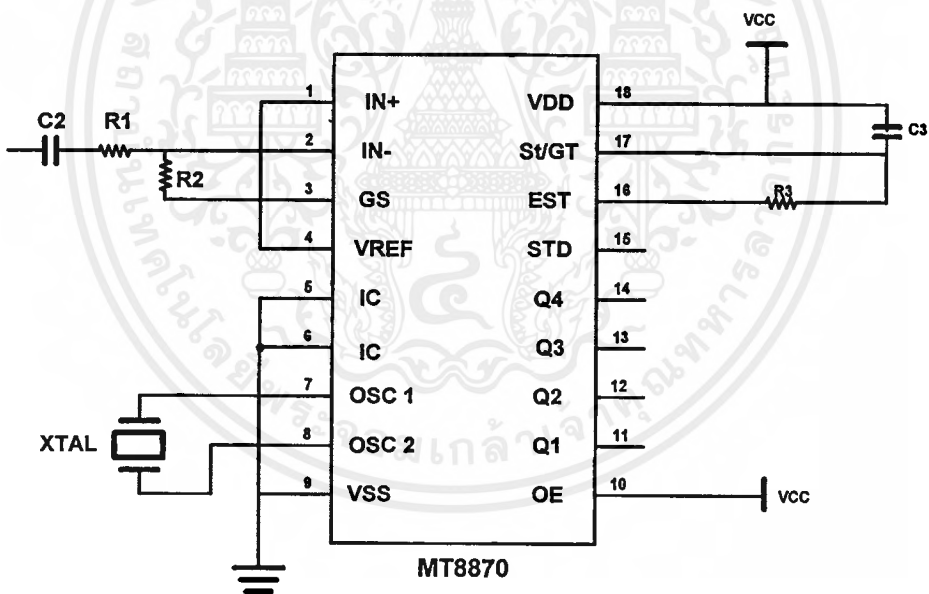 VCC
1 IN+ VDD 18
C2 R1
2 IN- St/GT 17
C3
R2
3 GS EST 16
R3
4 VREF STD 15
5 IC Q4 14
6 IC Q3 13
7 OSC 1 Q2 12
XTAL
8 OSC 2 Q1 11
9 VSS OE 10
VCC
MT8870